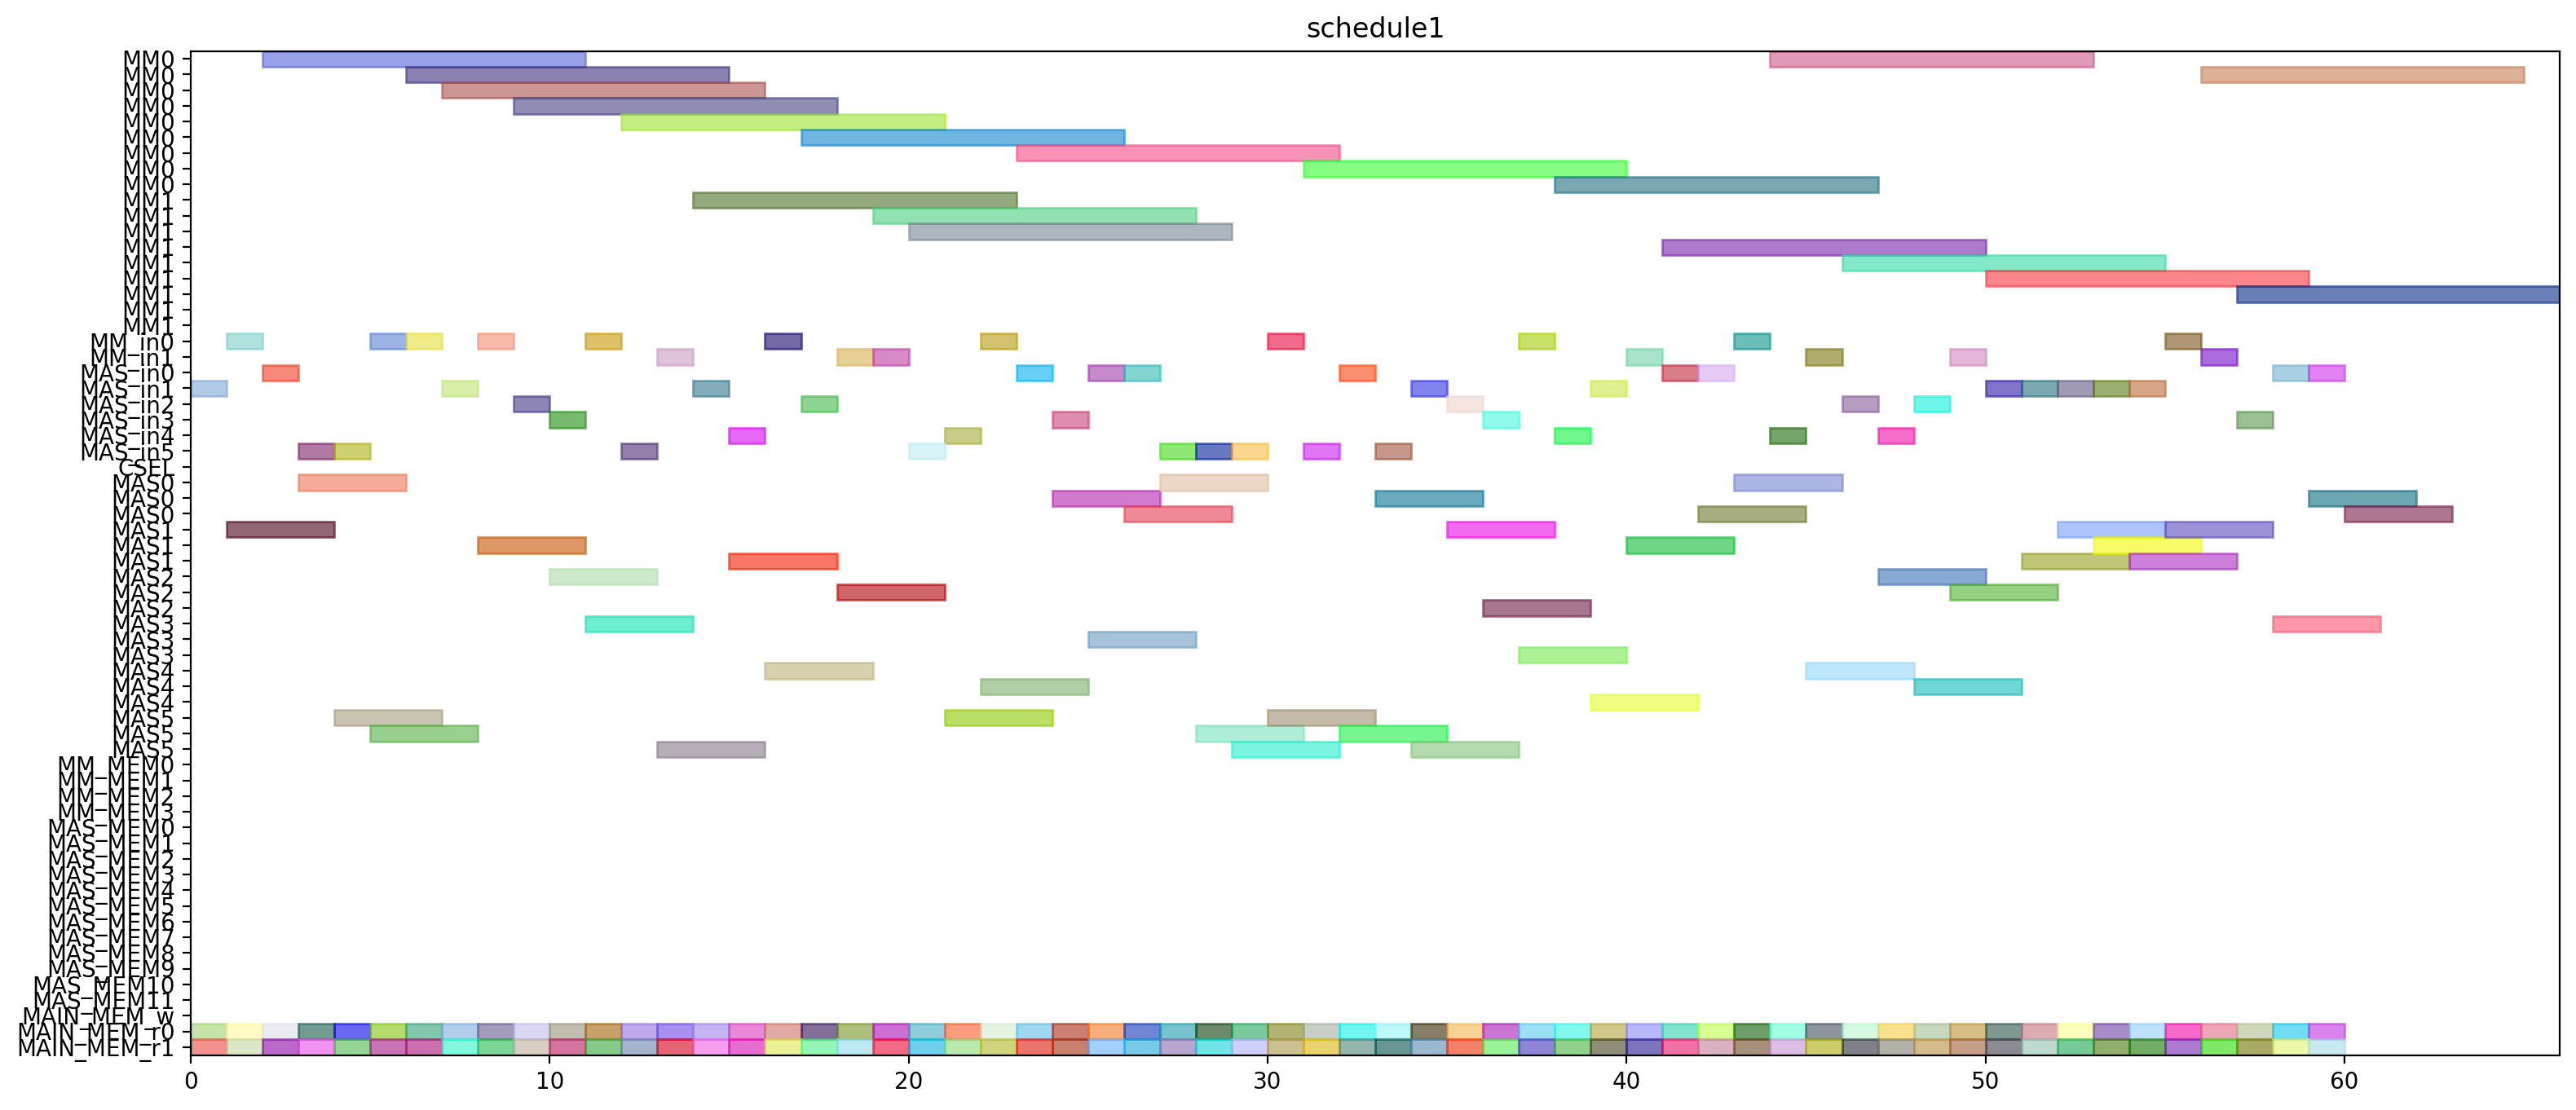 schedule1
MM0
MM0
MM0
MM0
MM0
MM0
MM0
MM0
MM0
MM1
MM1
MM1
MM1
MM1
MM1
MM1
MM1
MM1
MM_in0
MM_in1
MAS_in0
MAS_in1
MAS_in2
MAS_in3
MAS_in4
MAS_in5
CSEL
MAS0
MAS0
MAS0
MAS1
MAS1
MAS1
MAS2
MAS2
MAS2
MAS3
MAS3
MAS3
MAS4
MAS4
MAS4
MAS5
MAS5
MAS5
MM_MEM0
MM_MEM1
MM_MEM2
MM_MEM3
MAS_MEM0
MAS_MEM1
MAS_MEM2
MAS_MEM3
MAS_MEM4
MAS_MEM5
MAS_MEM6
MAS_MEM7
MAS_MEM8
MAS_MEM9
MAS_MEM10
MAS_MEM11
MAIN_MEM_w
MAIN_MEM_r0
MAIN_MEM_r1
0 10 20 30 40 50 60